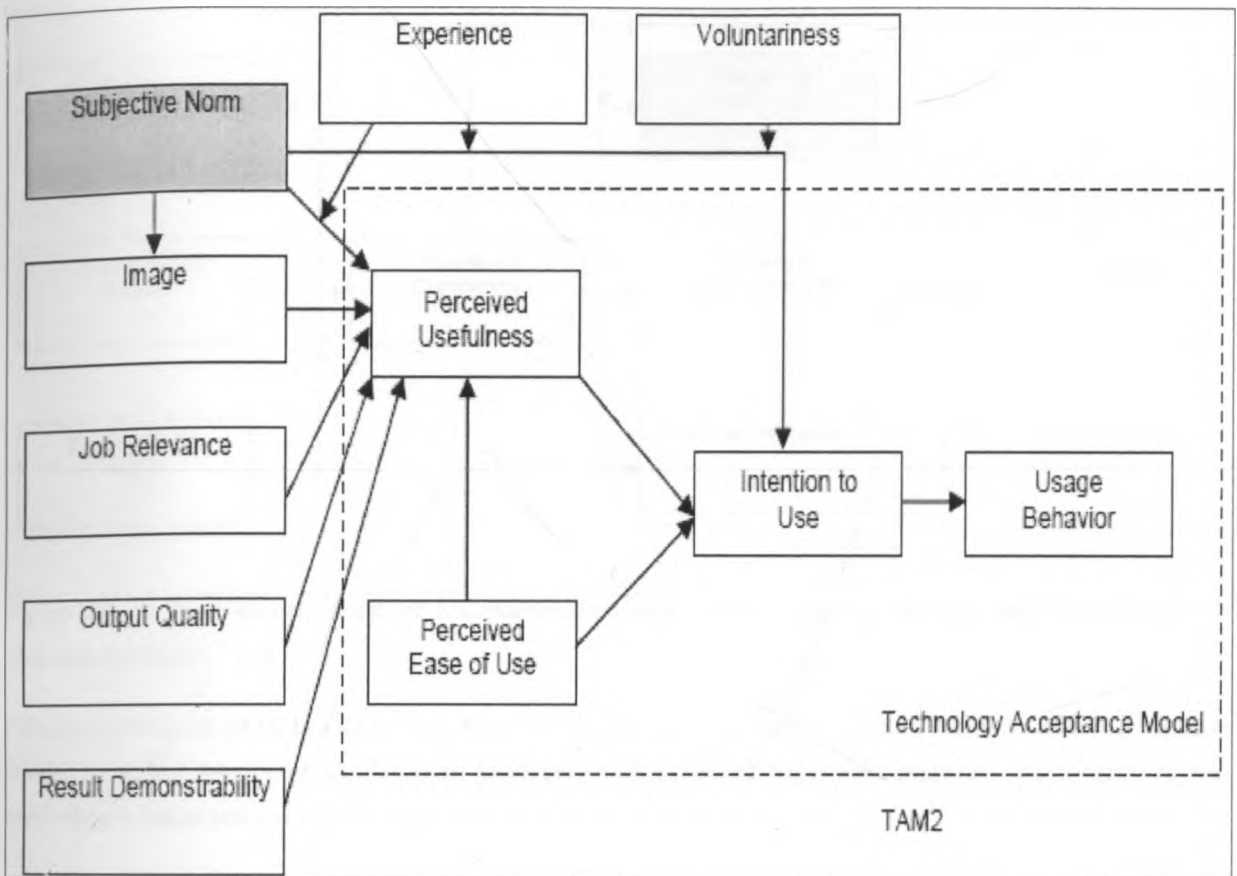 Experience
Voluntariness
Subjective Norm
Image
Perceived
Usefulness
Job Relevance
Intention to
Use
Usage
Behavior
Output Quality
Perceived
Ease of Use
Technology Acceptance Model
Result Demonstrability
TAM2